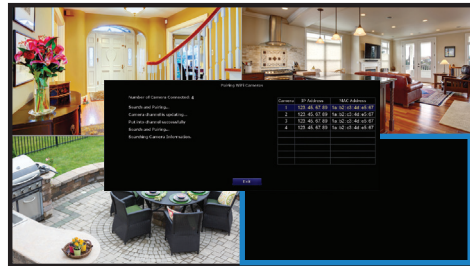 Pairing WiFi Cameras
Number of Camera Connected: 4
Search and Pairing...
Camera channel is updating...
Put into channel successfully
Search and Pairing...
Searching Camera Information.
Camera IP Address MAC Address
1 123.45.67.89 1a:b2:c3:4d:e5:67
2 123.45.67.89 1a:b2:c3:4d:e5:67
3 123.45.67.89 1a:b2:c3:4d:e5:67
4 123.45.67.89 1a:b2:c3:4d:e5:67
Exit